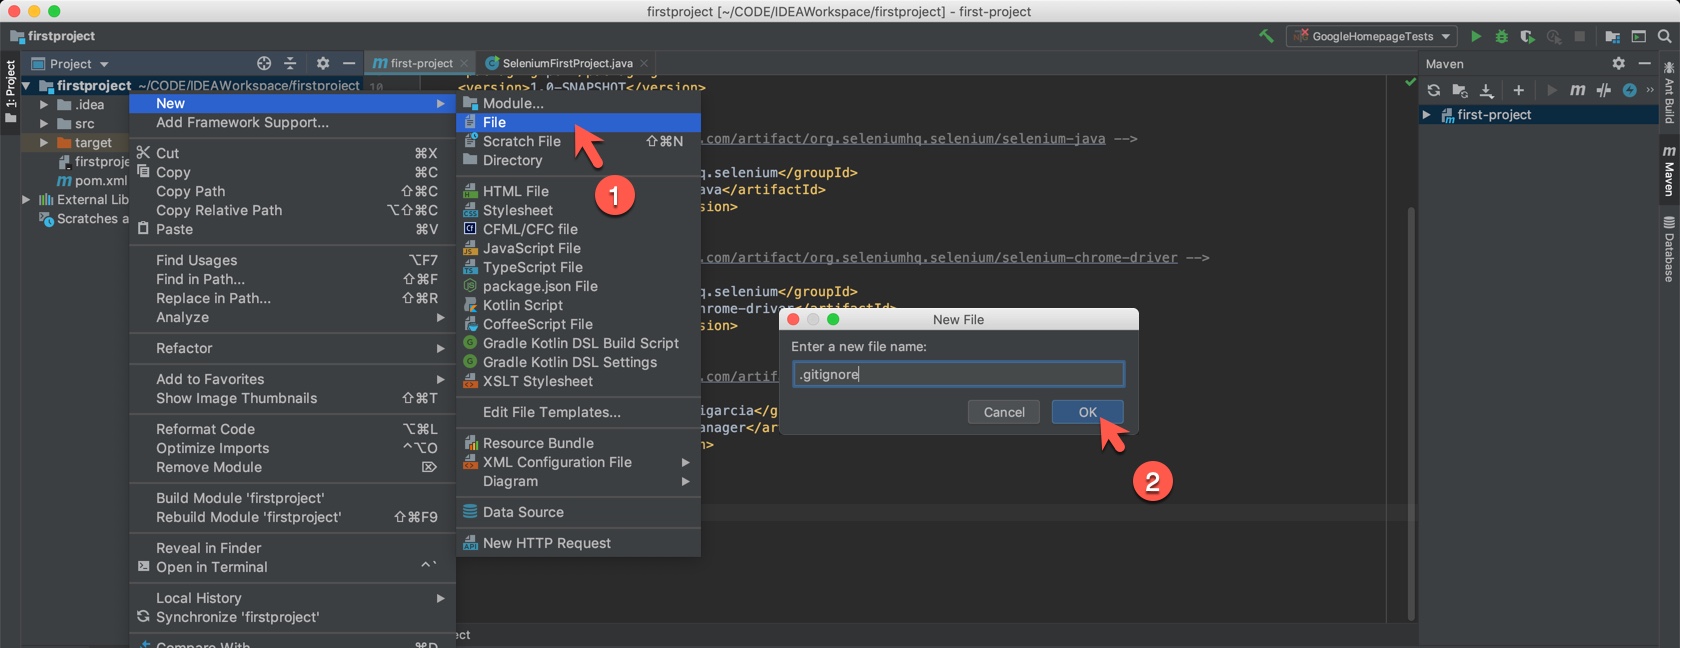 firstproject [~/CODE/IDEAWorkspace/firstproject] - first-project
firstproject
GoogleHomepageTests
1: Project
Project
m first-project
SeleniumFirstProject.java
Maven
firstproject ~/CODE/IDEAWorkspace/firstproject
.idea
src
target
firstproje
m pom.xml
External Lib
Scratches a
10
<version>1.0-SNAPSHOT</version>
.com/artifact/org.seleniumhq.selenium/selenium-java -->
q.selenium</groupId>
ava</artifactId>
sion>
.com/artifact/org.seleniumhq.selenium/selenium-chrome-driver -->
q.selenium</groupId>
hrome-driver</artifactId>
sion>
.com/artif
igarcia</g
anager</ar
n>
ect
New
Add Framework Support...
Cut ⌘X
Copy ⌘C
Copy Path ⇧⌘C
Copy Relative Path ⌥⇧⌘C
Paste ⌘V
Find Usages ⌥F7
Find in Path... ⇧⌘F
Replace in Path... ⇧⌘R
Analyze
Refactor
Add to Favorites
Show Image Thumbnails ⇧⌘T
Reformat Code ⌥⌘L
Optimize Imports ^⌥O
Remove Module ⌦
Build Module 'firstproject'
Rebuild Module 'firstproject' ⇧⌘F9
Reveal in Finder
Open in Terminal ^`
Local History
Synchronize 'firstproject'
Compare With ⌘D
Module...
File
Scratch File ⇧⌘N
Directory
HTML File
Stylesheet
CFML/CFC file
JavaScript File
TypeScript File
package.json File
Kotlin Script
CoffeeScript File
Gradle Kotlin DSL Build Script
Gradle Kotlin DSL Settings
XSLT Stylesheet
Edit File Templates...
Resource Bundle
XML Configuration File
Diagram
Data Source
New HTTP Request
1
New File
Enter a new file name:
.gitignore
Cancel
OK
2
m
first-project
Ant Build
m Maven
Database